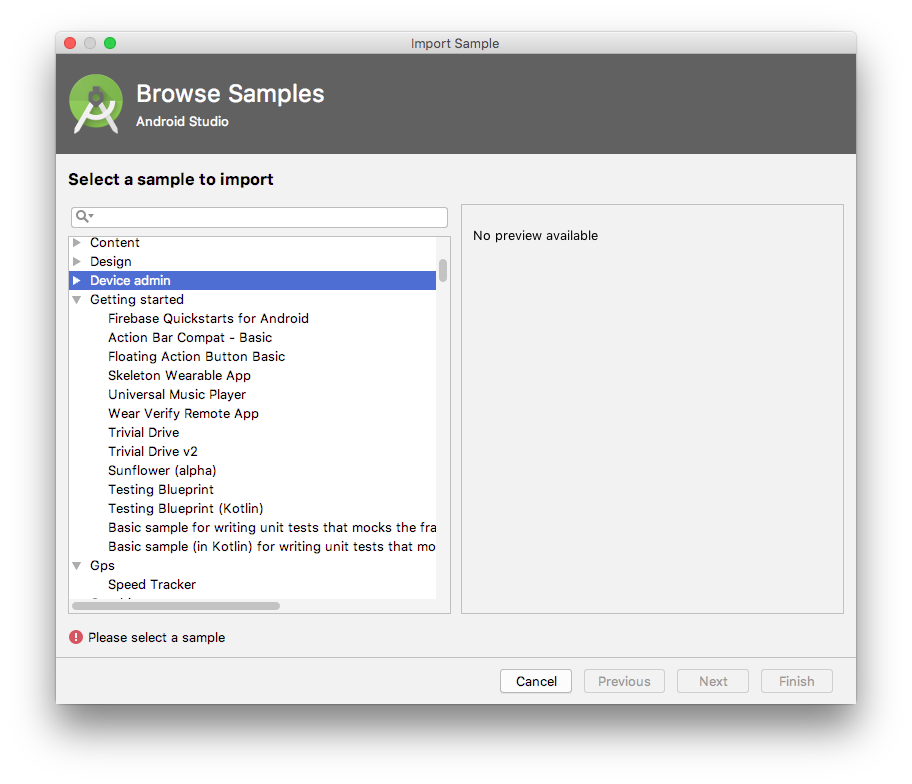 Import Sample
Browse Samples
Android Studio
Select a sample to import
Content
Design
Device admin
Getting started
Firebase Quickstarts for Android
Action Bar Compat - Basic
Floating Action Button Basic
Skeleton Wearable App
Universal Music Player
Wear Verify Remote App
Trivial Drive
Trivial Drive v2
Sunflower (alpha)
Testing Blueprint
Testing Blueprint (Kotlin)
Basic sample for writing unit tests that mocks the fra
Basic sample (in Kotlin) for writing unit tests that mo
Gps
Speed Tracker
No preview available
Please select a sample
Cancel
Previous
Next
Finish